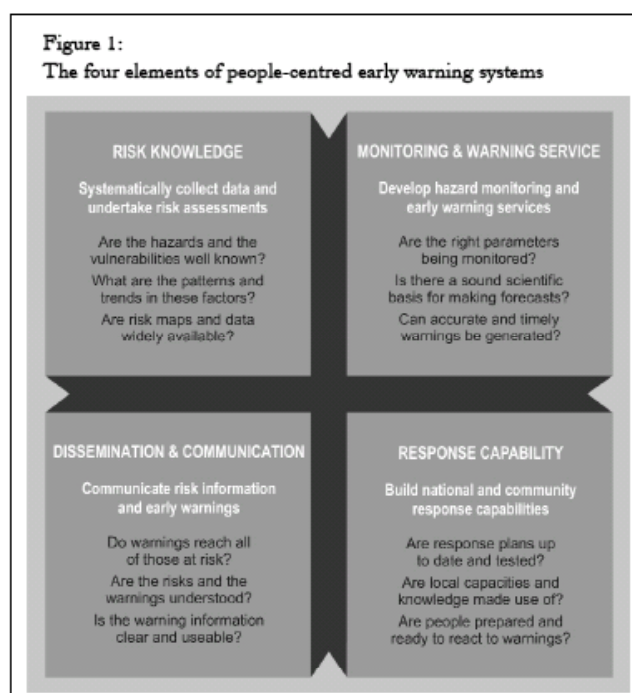 Figure 1:
The four elements of people-centred early warning systems
RISK KNOWLEDGE
Systematically collect data and
undertake risk assessments
Are the hazards and the
vulnerabilities well known?
What are the patterns and
trends in these factors?
Are risk maps and data
widely available?
MONITORING & WARNING SERVICE
Develop hazard monitoring and
early warning services
Are the right parameters
being monitored?
Is there a sound scientific
basis for making forecasts?
Can accurate and timely
warnings be generated?
DISSEMINATION & COMMUNICATION
Communicate risk information
and early warnings
Do warnings reach all
of those at risk?
Are the risks and the
warnings understood?
Is the warning information
clear and useable?
RESPONSE CAPABILITY
Build national and community
response capabilities
Are response plans up
to date and tested?
Are local capacities and
knowledge made use of?
Are people prepared and
ready to react to warnings?